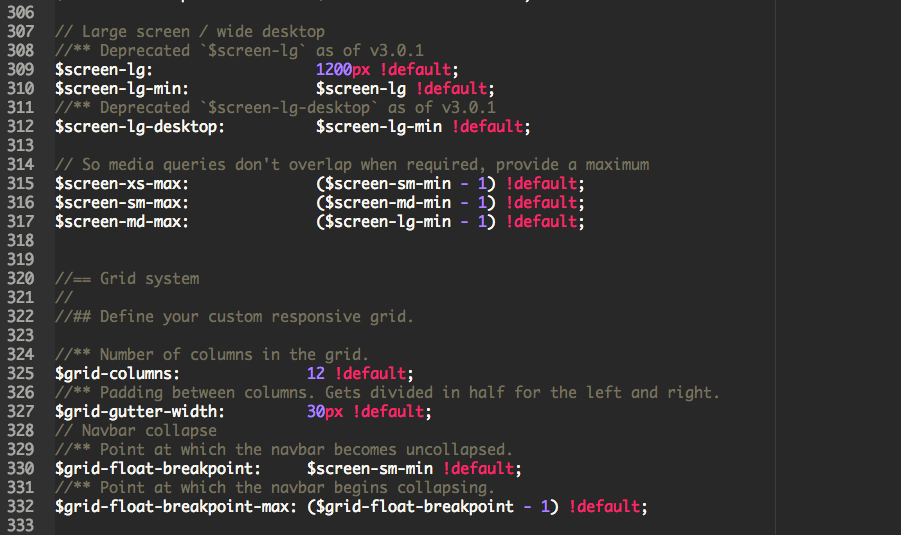 306
307 // Large screen / wide desktop
308 //** Deprecated `$screen-lg` as of v3.0.1
309 $screen-lg:                  1200px !default;
310 $screen-lg-min:              $screen-lg !default;
311 //** Deprecated `$screen-lg-desktop` as of v3.0.1
312 $screen-lg-desktop:          $screen-lg-min !default;
313
314 // So media queries don't overlap when required, provide a maximum
315 $screen-xs-max:              ($screen-sm-min - 1) !default;
316 $screen-sm-max:              ($screen-md-min - 1) !default;
317 $screen-md-max:              ($screen-lg-min - 1) !default;
318
319
320 //== Grid system
321 //
322 //## Define your custom responsive grid.
323
324 //** Number of columns in the grid.
325 $grid-columns:              12 !default;
326 //** Padding between columns. Gets divided in half for the left and right.
327 $grid-gutter-width:         30px !default;
328 // Navbar collapse
329 //** Point at which the navbar becomes uncollapsed.
330 $grid-float-breakpoint:     $screen-sm-min !default;
331 //** Point at which the navbar begins collapsing.
332 $grid-float-breakpoint-max: ($grid-float-breakpoint - 1) !default;
333